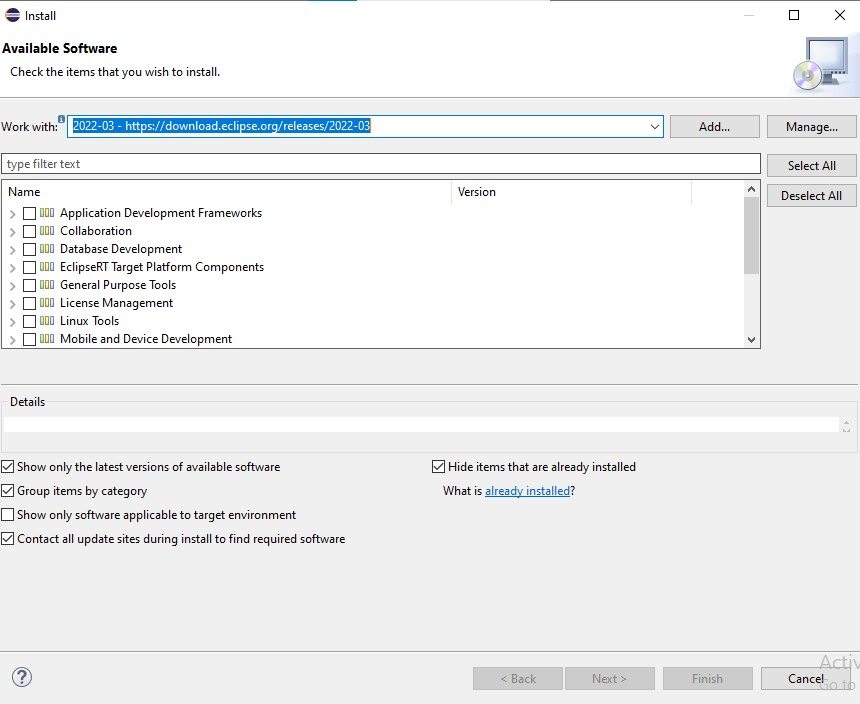 Install
Available Software
Check the items that you wish to install.
Work with: 2022-03 - https://download.eclipse.org/releases/2022-03 Add... Manage...
type filter text Select All
Name Version Deselect All
Application Development Frameworks
Collaboration
Database Development
EclipseRT Target Platform Components
General Purpose Tools
License Management
Linux Tools
Mobile and Device Development
Details
Show only the latest versions of available software Hide items that are already installed
Group items by category What is already installed?
Show only software applicable to target environment
Contact all update sites during install to find required software
Activ
Go to
? < Back Next > Finish Cancel